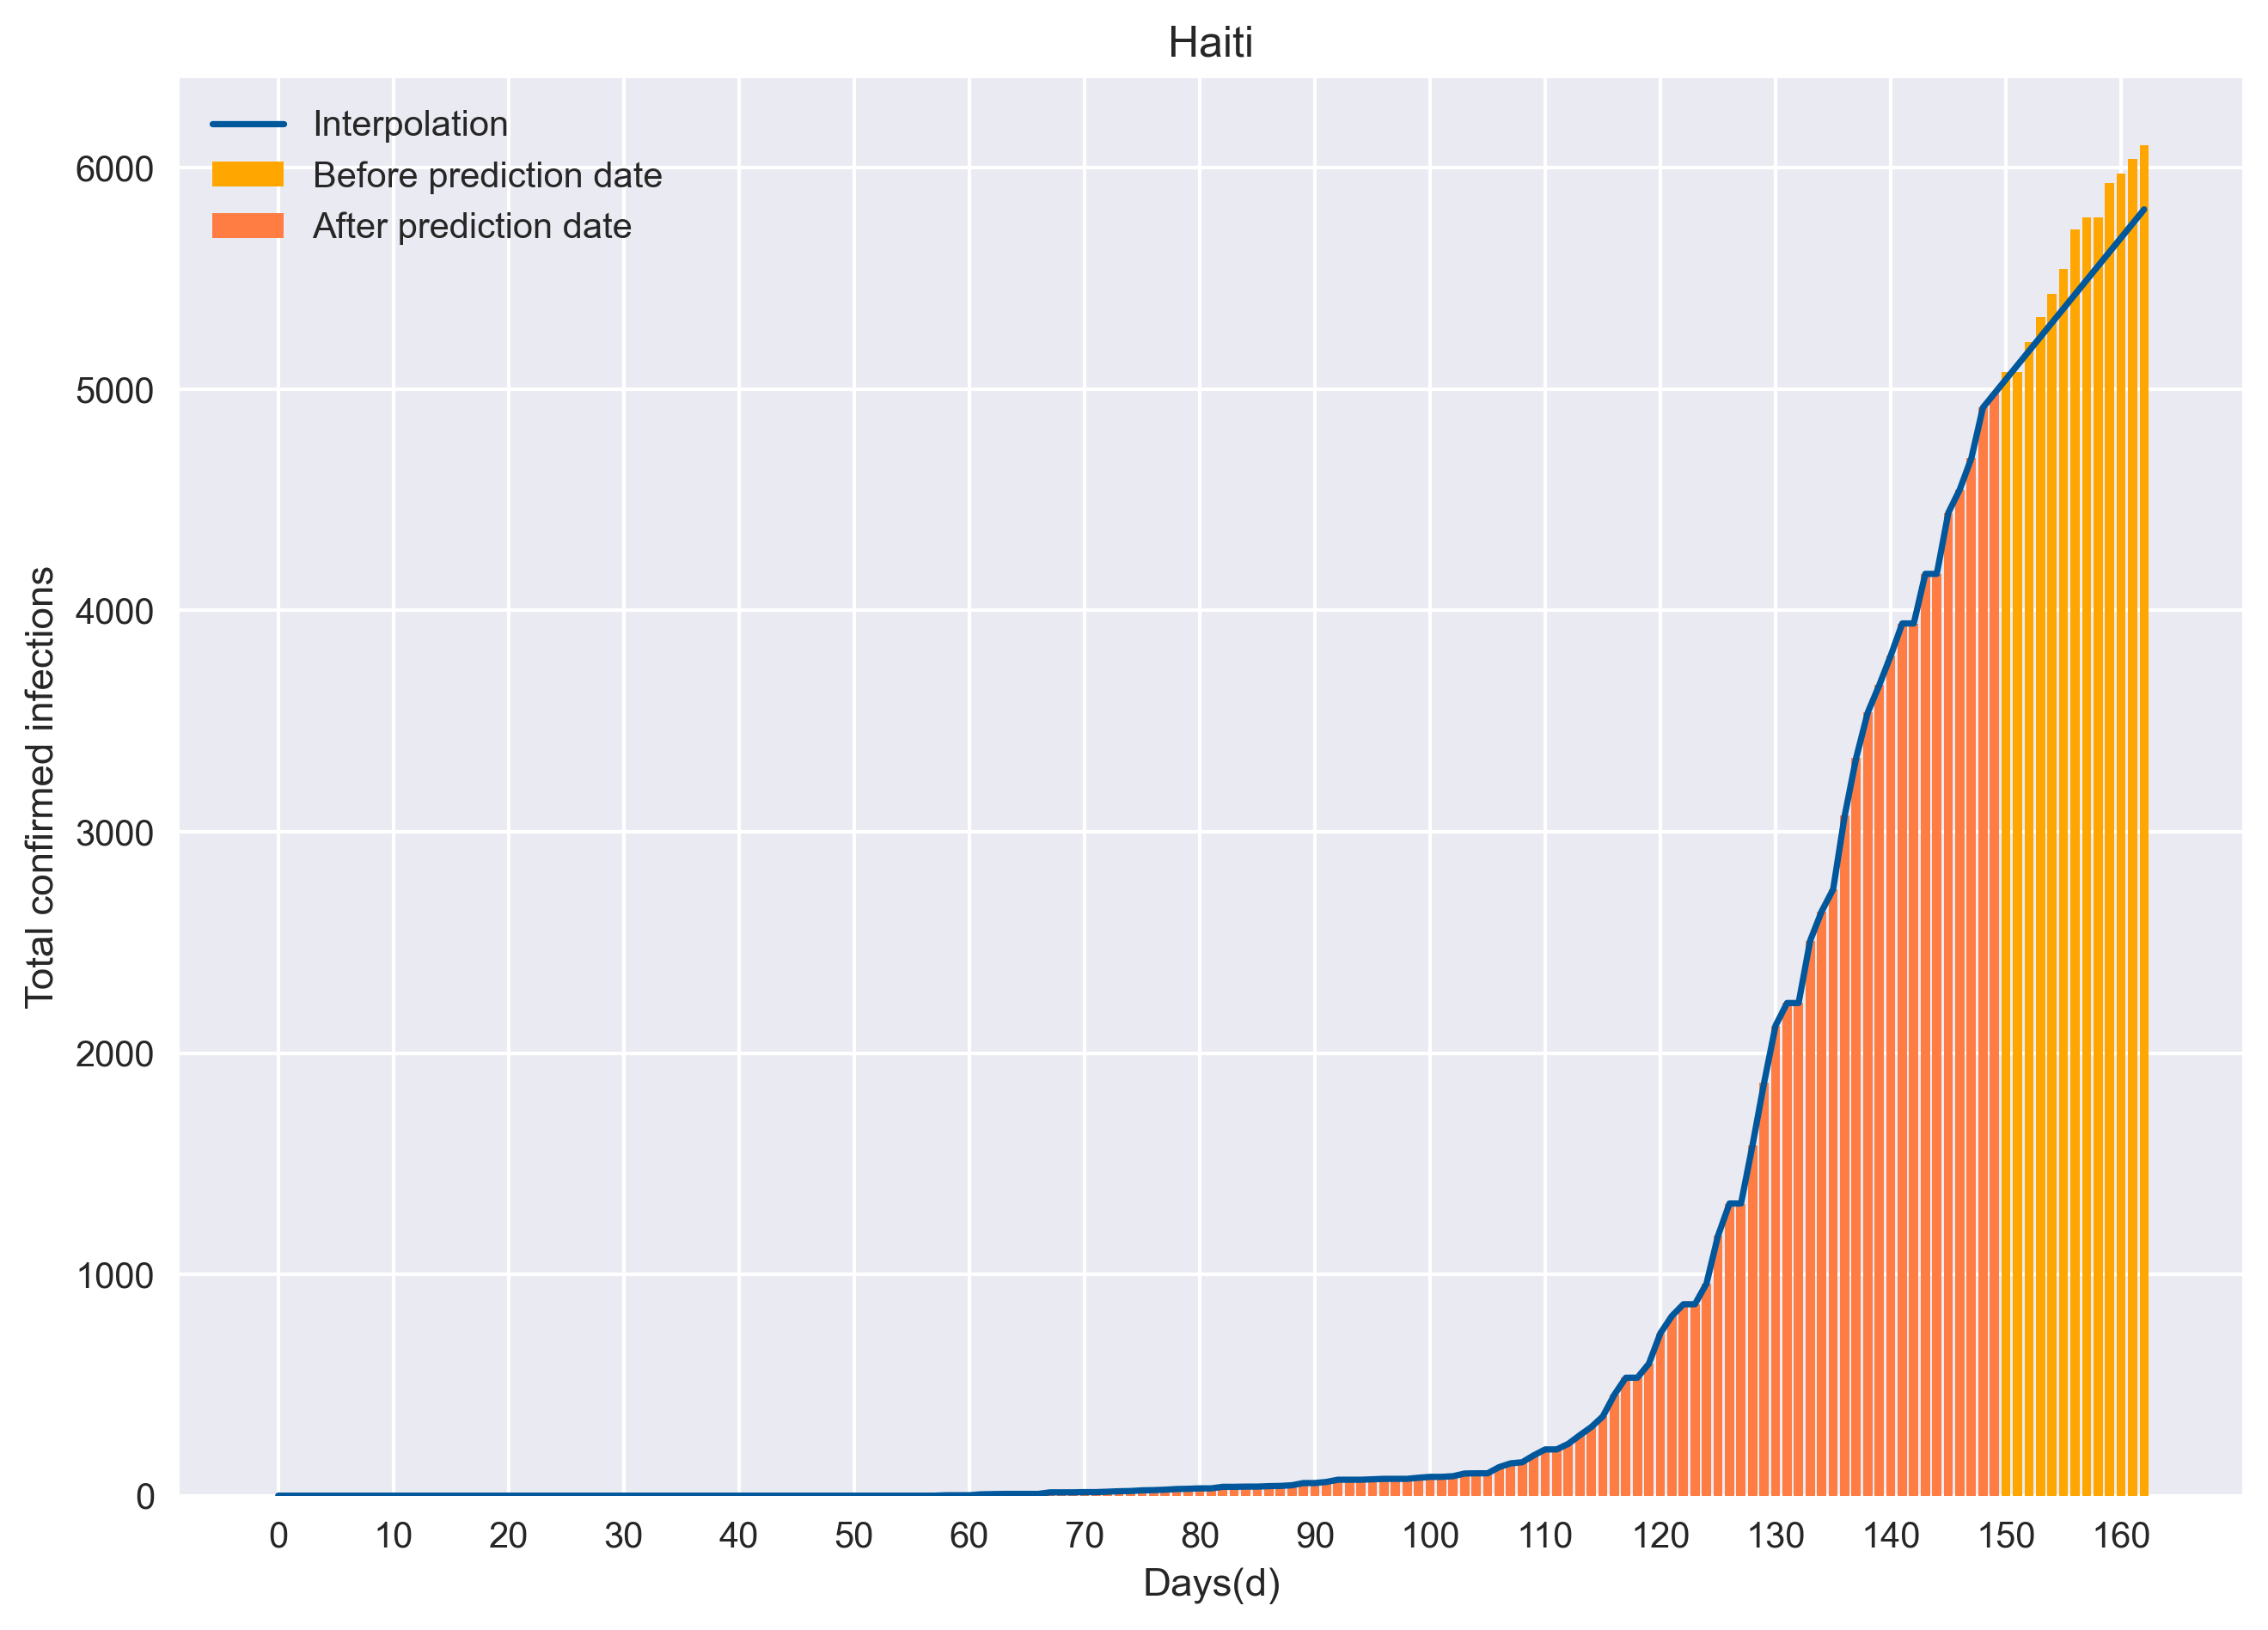 Haiti
Interpolation
Before prediction date
After prediction date
6000
5000
4000
3000
2000
1000
0
Total confirmed infections
0 10 20 30 40 50 60 70 80 90 100 110 120 130 140 150 160
Days(d)